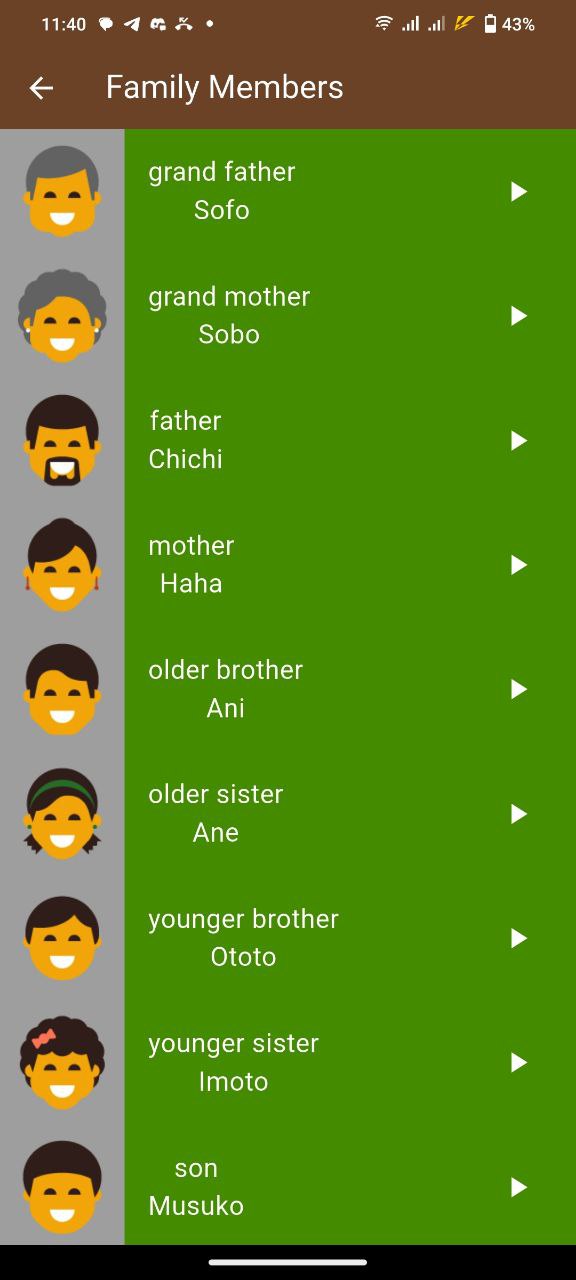 11:40 43%
Family Members
grand father
Sofo
grand mother
Sobo
father
Chichi
mother
Haha
older brother
Ani
older sister
Ane
younger brother
Ototo
younger sister
Imoto
son
Musuko